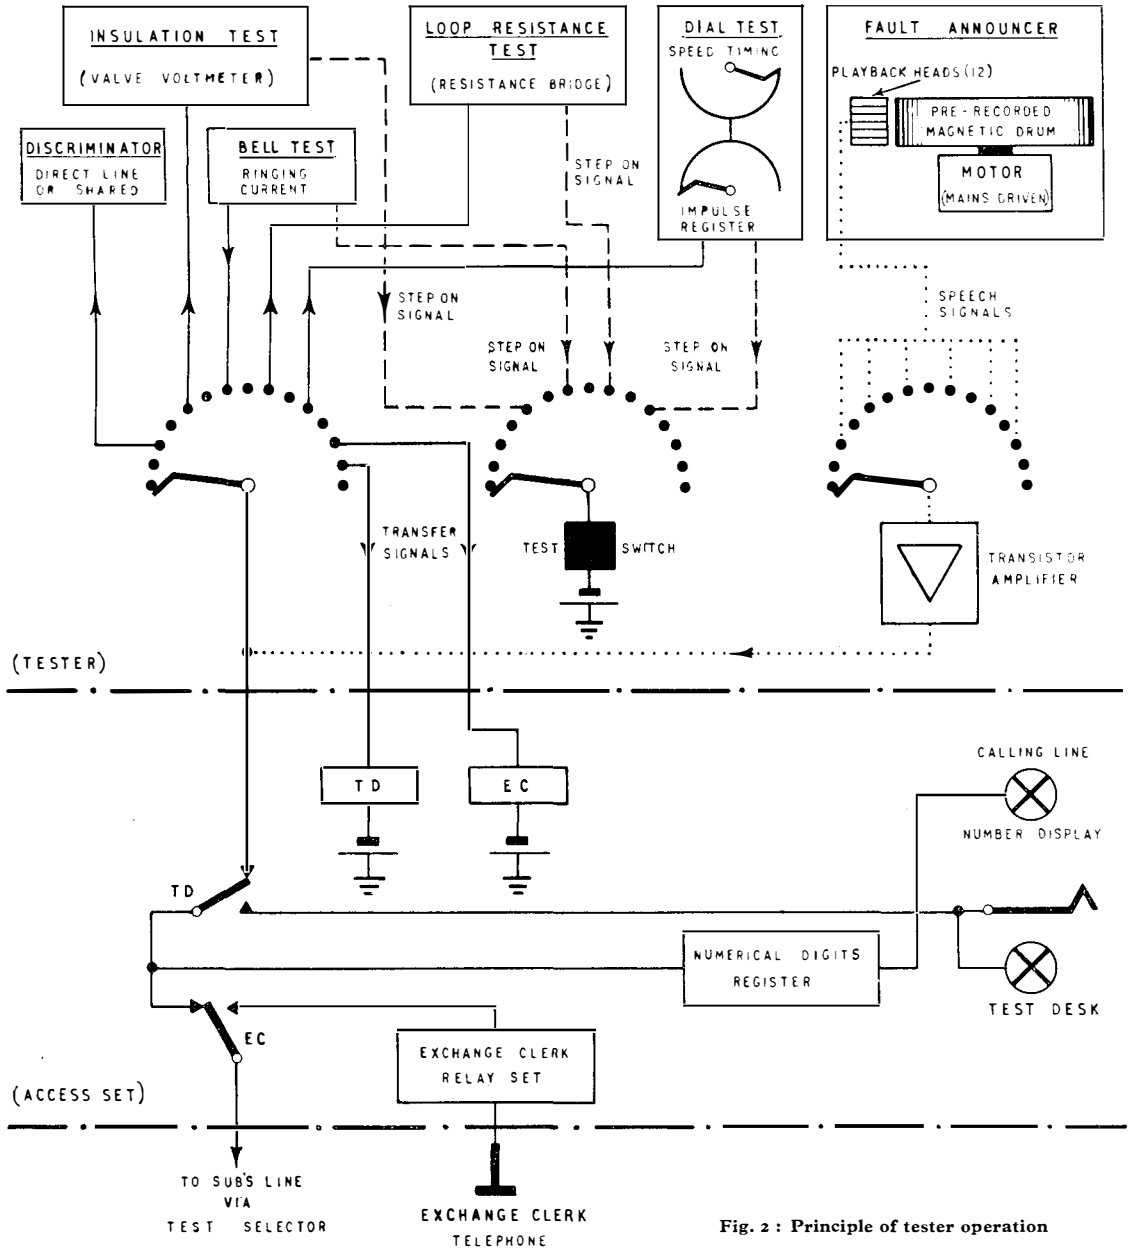 INSULATION TEST
(VALVE VOLTMETER)
LOOP RESISTANCE
TEST
(RESISTANCE BRIDGE)
DIAL TEST
SPEED TIMING
IMPULSE
REGISTER
FAULT ANNOUNCER
PLAYBACK HEADS (12)
PRE-RECORDED
MAGNETIC DRUM
MOTOR
(MAINS DRIVEN)
DISCRIMINATOR
DIRECT LINE
OR SHARED
BELL TEST
RINGING
CURRENT
STEP ON
SIGNAL
STEP ON
SIGNAL
STEP ON
SIGNAL
STEP ON
SIGNAL
SPEECH
SIGNALS
TRANSFER
SIGNALS
TEST SWITCH
TRANSISTOR
AMPLIFIER
(TESTER)
TD
EC
CALLING LINE
NUMBER DISPLAY
TD
NUMERICAL DIGITS
REGISTER
TEST DESK
EC
EXCHANGE CLERK
RELAY SET
(ACCESS SET)
TO SUB'S LINE
VIA
TEST SELECTOR
EXCHANGE CLERK
TELEPHONE
Fig. 2 : Principle of tester operation